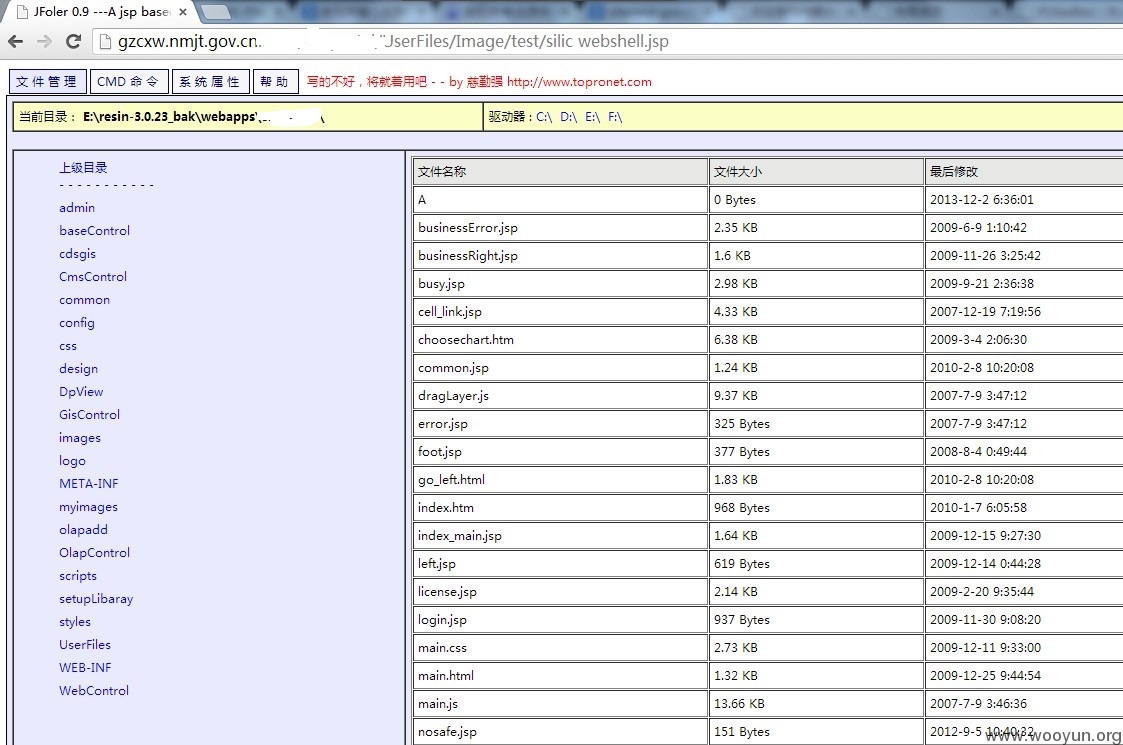 JFoler 0.9 ---A jsp base
gzcxw.nmjt.gov.cn. UserFiles/Image/test/silic webshell.jsp
文件管理 CMD 命令 系统属性 帮助 写的不好，将就着用吧 - - by 慈勤强 http://www.topronet.com
当前目录： E:\resin-3.0.23_bak\webapps\ \ 驱动器：C:\ D:\ E:\ F:\
上级目录
- - - - - - - - - - -
admin
baseControl
cdsgis
CmsControl
common
config
css
design
DpView
GisControl
images
logo
META-INF
myimages
olapadd
OlapControl
scripts
setupLibaray
styles
UserFiles
WEB-INF
WebControl
文件名称 文件大小 最后修改
A 0 Bytes 2013-12-2 6:36:01
businessError.jsp 2.35 KB 2009-6-9 1:10:42
businessRight.jsp 1.6 KB 2009-11-26 3:25:42
busy.jsp 2.98 KB 2009-9-21 2:36:38
cell_link.jsp 4.33 KB 2007-12-19 7:19:56
choosechart.htm 6.38 KB 2009-3-4 2:06:30
common.jsp 1.24 KB 2010-2-8 10:20:08
dragLayer.js 9.37 KB 2007-7-9 3:47:12
error.jsp 325 Bytes 2007-7-9 3:47:12
foot.jsp 377 Bytes 2008-8-4 0:49:44
go_left.html 1.83 KB 2010-2-8 10:20:08
index.htm 968 Bytes 2010-1-7 6:05:58
index_main.jsp 1.64 KB 2009-12-15 9:27:30
left.jsp 619 Bytes 2009-12-14 0:44:28
license.jsp 2.14 KB 2009-2-20 9:35:44
login.jsp 937 Bytes 2009-11-30 9:08:20
main.css 2.73 KB 2009-12-11 9:33:00
main.html 1.32 KB 2009-12-25 9:44:54
main.js 13.66 KB 2007-7-9 3:46:36
nosafe.jsp 151 Bytes 2012-9-5 10:40:32
www.wooyun.org